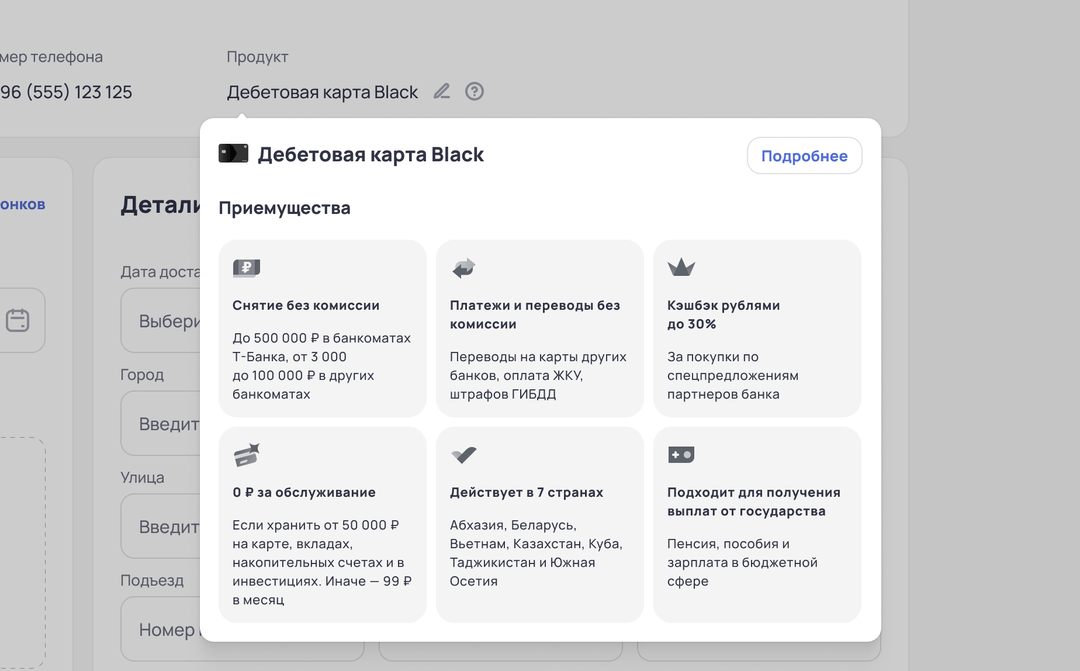 мер телефона
Продукт
96 (555) 123 125
Дебетовая карта Black
Дебетовая карта Black
Подробнее
онков
Детали
Приемущества
Снятие без комиссии
До 500 000 ₽ в банкоматах
Т-Банка, от 3 000
до 100 000 ₽ в других
банкоматах
Платежи и переводы без
комиссии
Переводы на карты других
банков, оплата ЖКУ,
штрафов ГИБДД
Кэшбэк рублями
до 30%
За покупки по
спецпредложениям
партнеров банка
0 ₽ за обслуживание
Если хранить от 50 000 ₽
на карте, вкладах,
накопительных счетах и в
инвестициях. Иначе — 99 ₽
в месяц
Действует в 7 странах
Абхазия, Беларусь,
Вьетнам, Казахстан, Куба,
Таджикистан и Южная
Осетия
Подходит для получения
выплат от государства
Пенсия, пособия и
зарплата в бюджетной
сфере
Дата доста
Выбери
Город
Введит
Улица
Введит
Подъезд
Номер